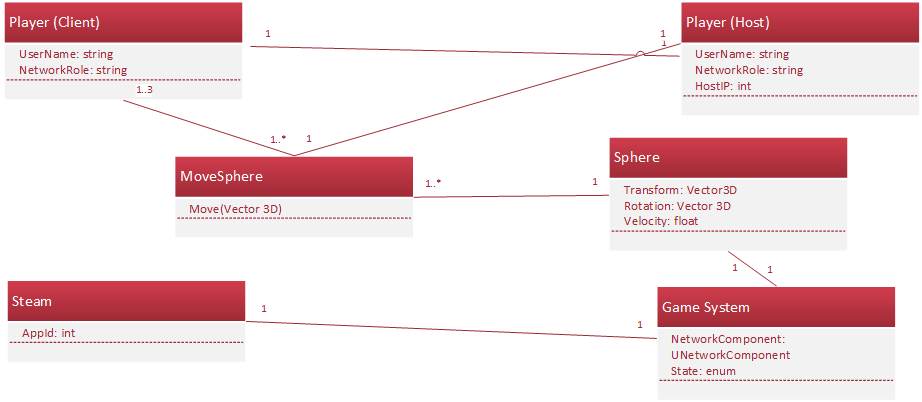 Player (Client)
UserName: string
NetworkRole: string
Player (Host)
UserName: string
NetworkRole: string
HostIP: int
1
1
1
1..3
1..*
1
MoveSphere
Move(Vector 3D)
1..*
1
Sphere
Transform: Vector3D
Rotation: Vector 3D
Velocity: float
1
1
Steam
AppId: int
1
1
Game System
NetworkComponent:
UNetworkComponent
State: enum